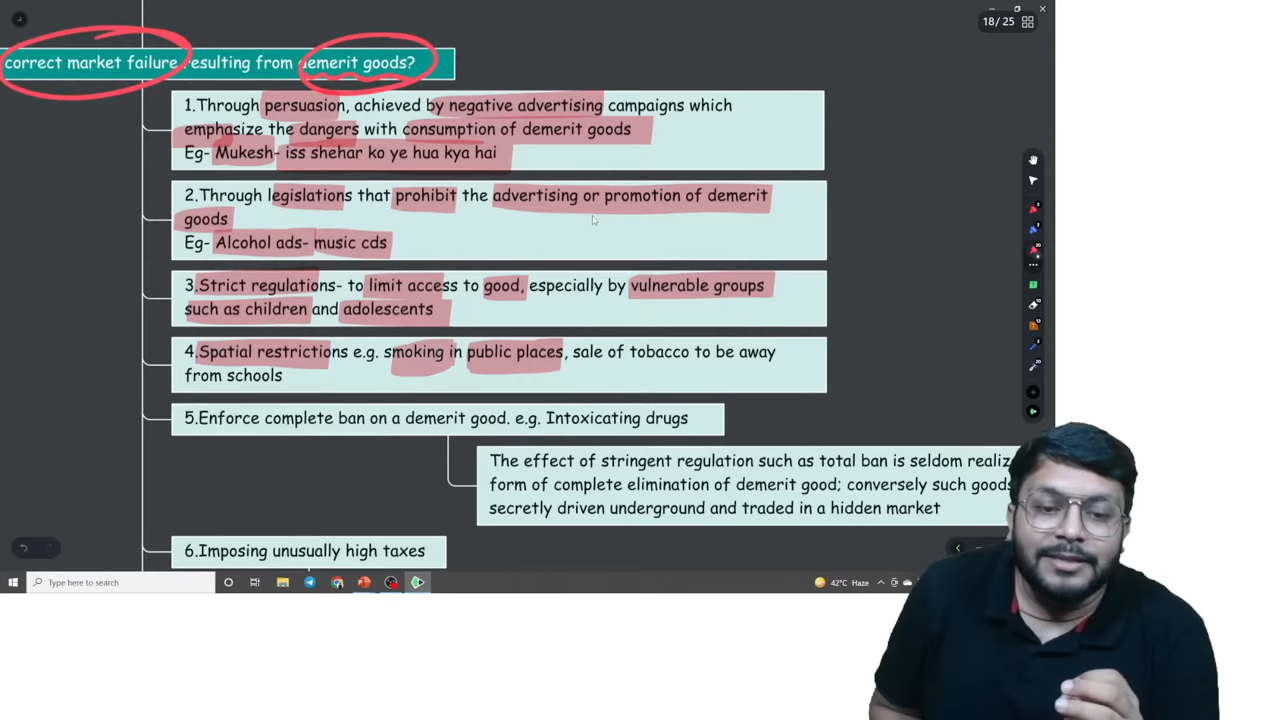 18/25
correct market failure resulting from demerit goods?
1.Through persuasion, achieved by negative advertising campaigns which
emphasize the dangers with consumption of demerit goods
Eg- Mukesh- iss shehar ko ye hua kya hai
2.Through legislations that prohibit the advertising or promotion of demerit
goods
Eg- Alcohol ads- music cds
3.Strict regulations- to limit access to good, especially by vulnerable groups
such as children and adolescents
4.Spatial restrictions e.g. smoking in public places, sale of tobacco to be away
from schools
5.Enforce complete ban on a demerit good. e.g. Intoxicating drugs
The effect of stringent regulation such as total ban is seldom realiz
form of complete elimination of demerit good; conversely such goods
secretly driven underground and traded in a hidden market
6.Imposing unusually high taxes
Type here to search
42°C Haze